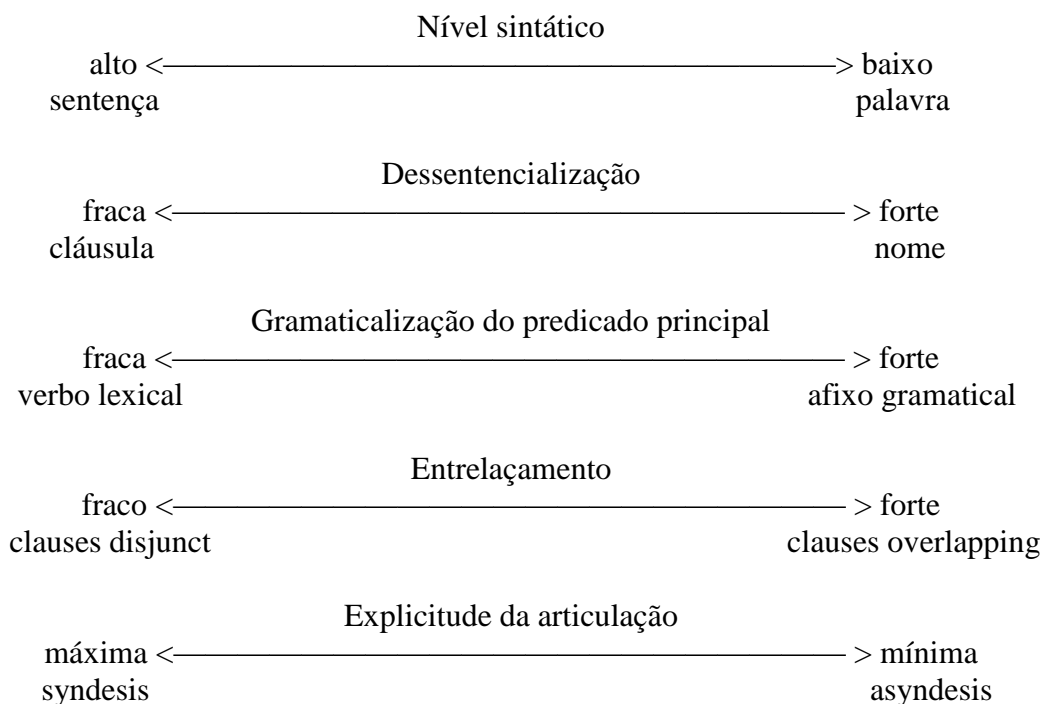 Nível sintático
alto <————————————————————> baixo
sentença palavra
Dessentencialização
fraca <———————————————————— > forte
cláusula nome
Gramaticalização do predicado principal
fraca <———————————————————— > forte
verbo lexical afixo gramatical
Entrelaçamento
fraco <———————————————————— > forte
clauses disjunct clauses overlapping
Explicitude da articulação
máxima <———————————————————— > mínima
syndesis asyndesis